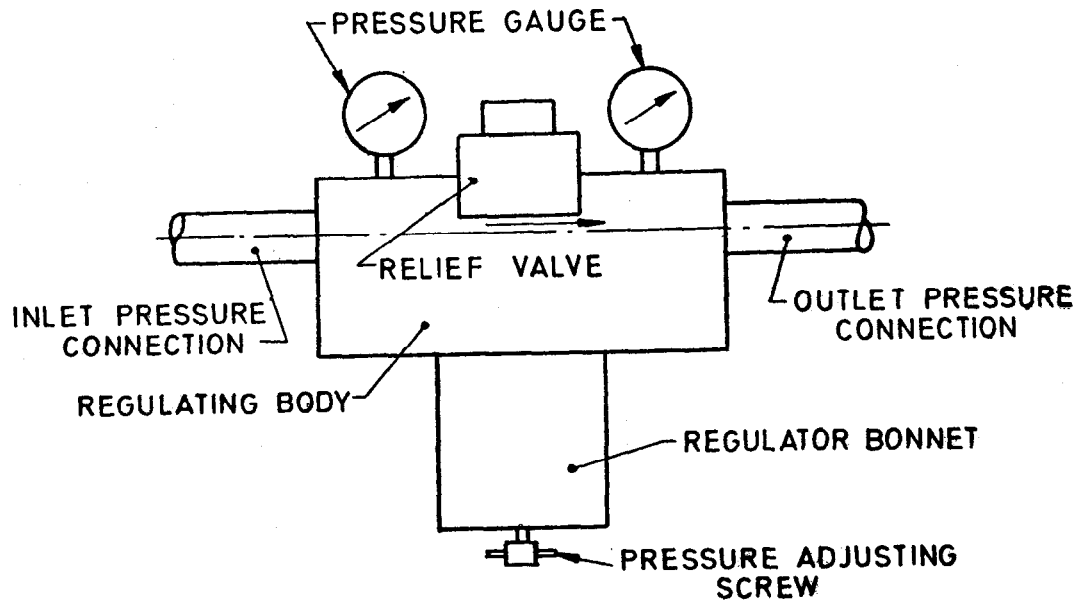 PRESSURE GAUGE
RELIEF VALVE
INLET PRESSURE
CONNECTION
OUTLET PRESSURE
CONNECTION
REGULATING BODY
REGULATOR BONNET
PRESSURE ADJUSTING
SCREW